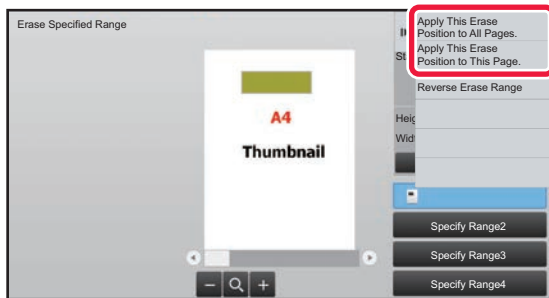 Erase Specified Range
Apply This Erase
Position to All Pages.
Apply This Erase
Position to This Page.
Reverse Erase Range
A4
Thumbnail
Specify Range2
Specify Range3
Specify Range4